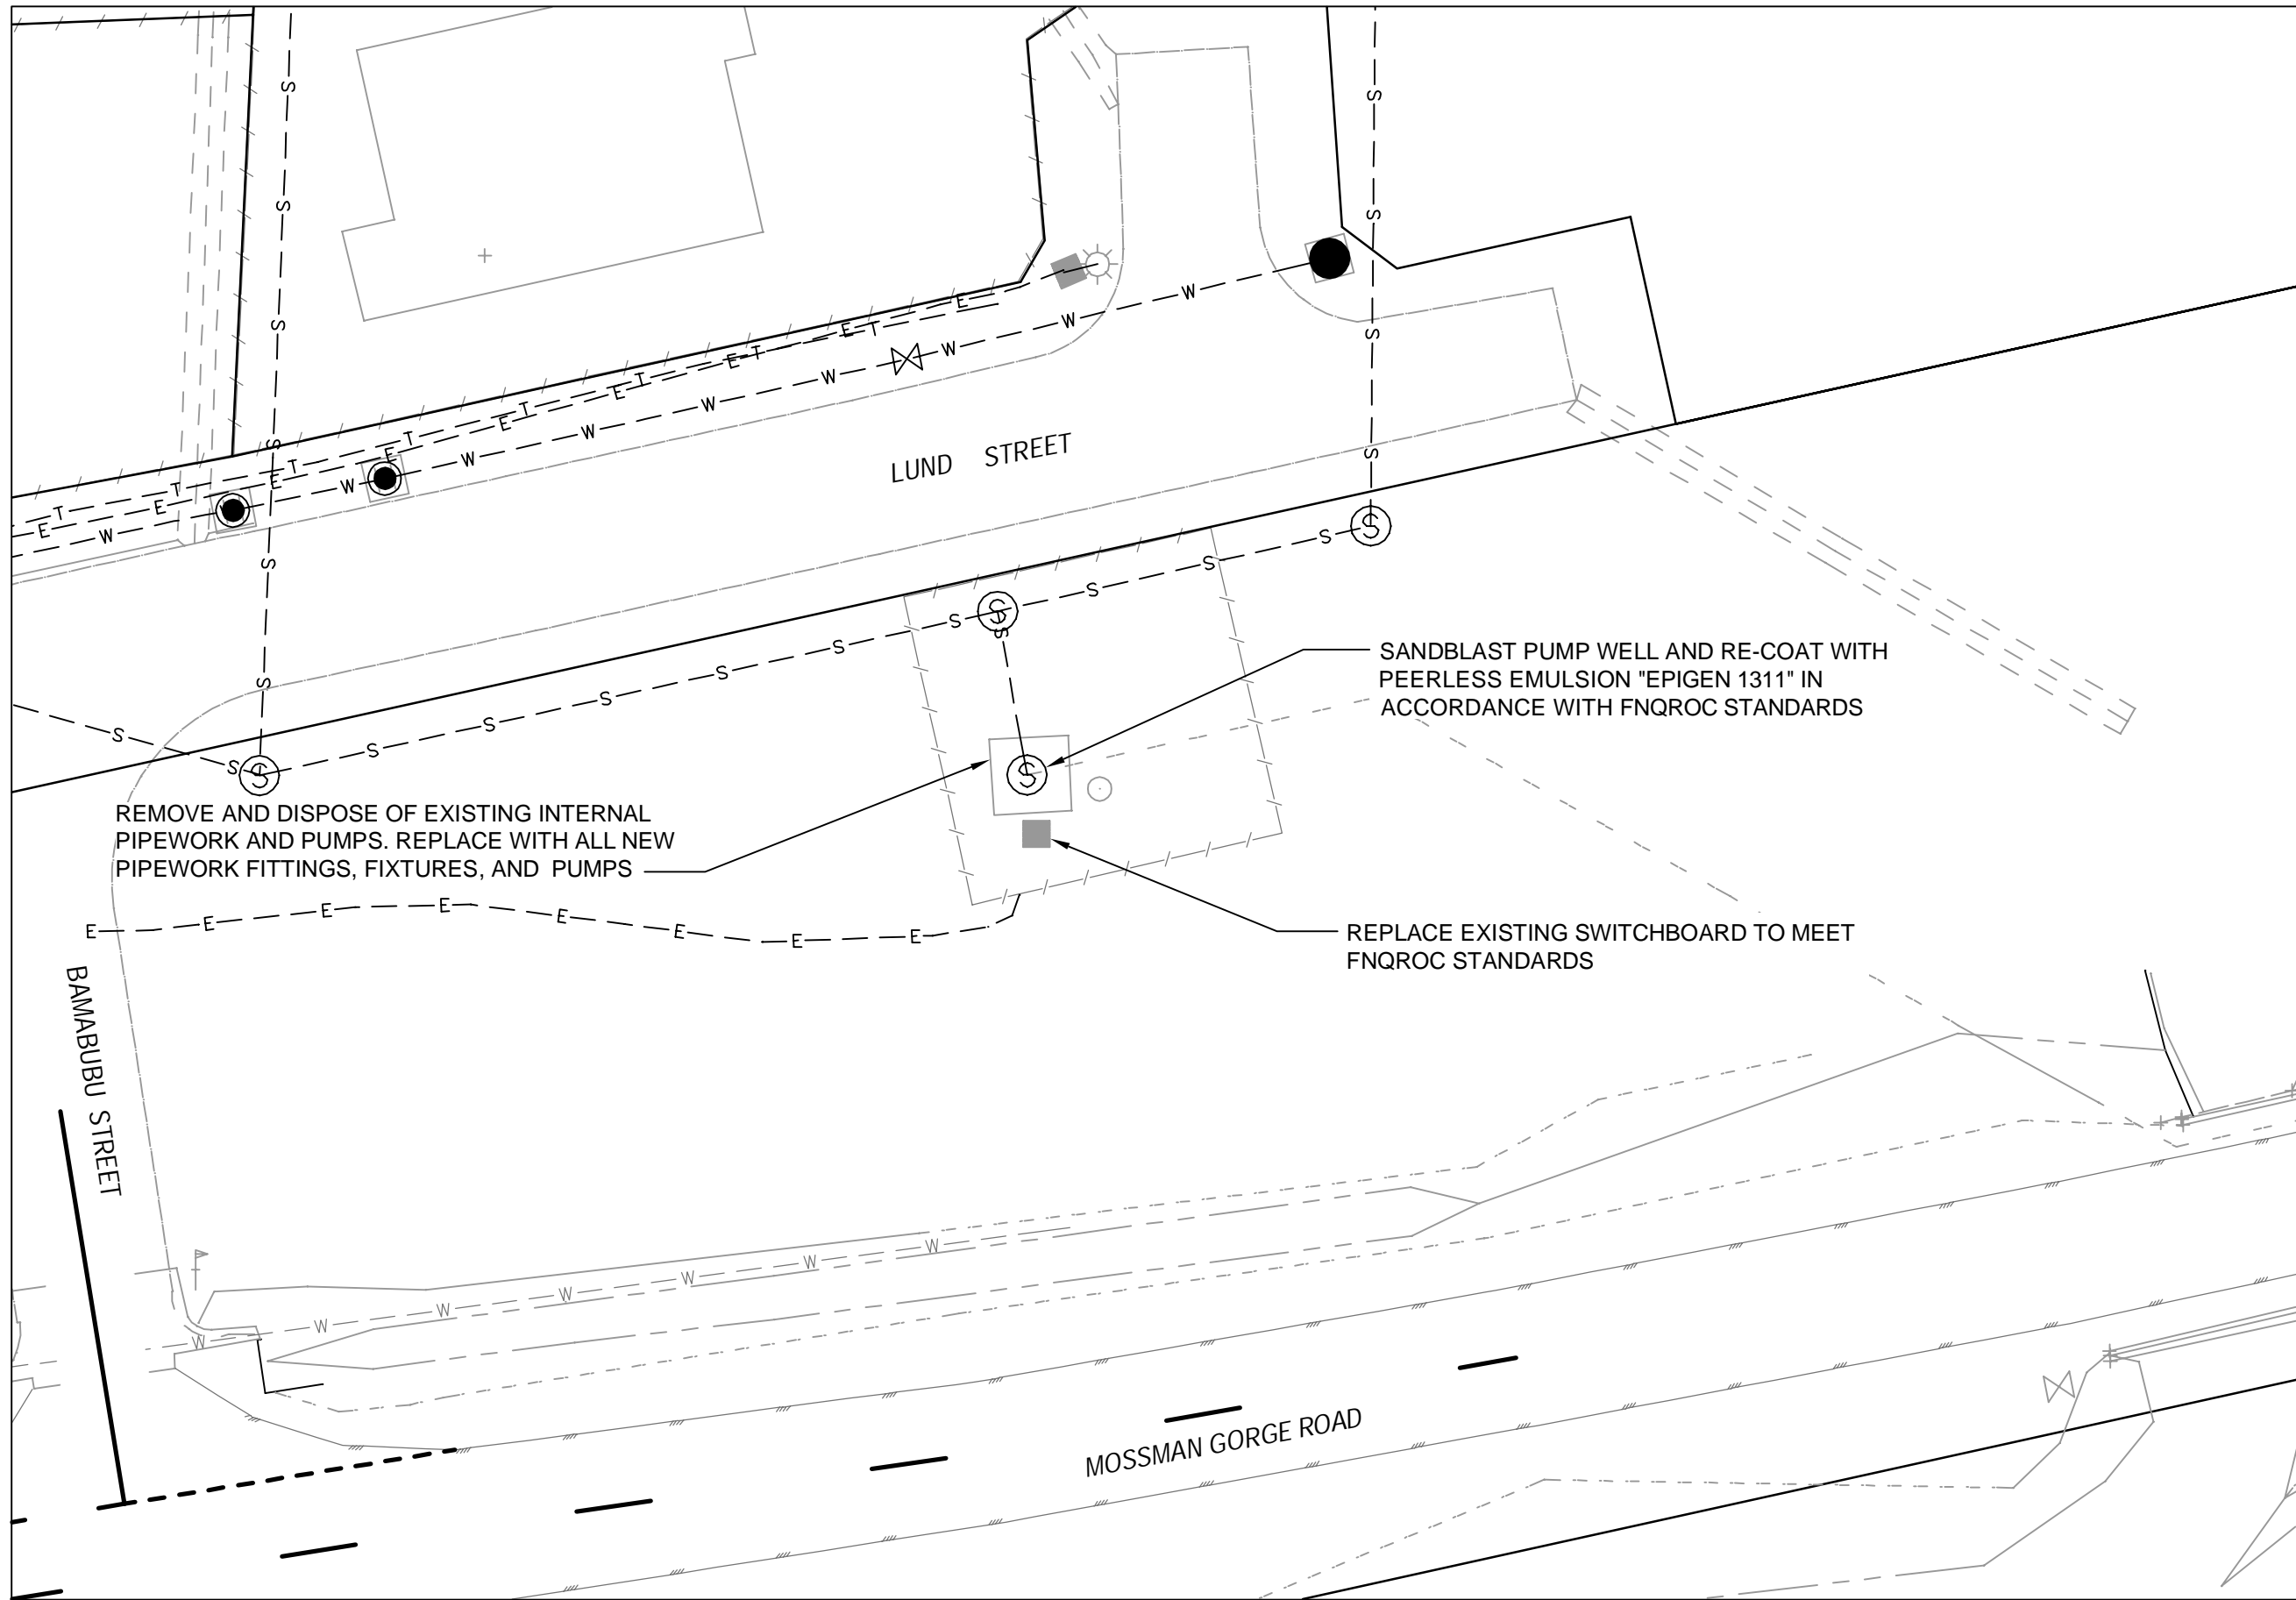 LUND STREET
SANDBLAST PUMP WELL AND RE-COAT WITH
PEERLESS EMULSION "EPIGEN 1311" IN
ACCORDANCE WITH FNQROC STANDARDS
REMOVE AND DISPOSE OF EXISTING INTERNAL
PIPEWORK AND PUMPS. REPLACE WITH ALL NEW
PIPEWORK FITTINGS, FIXTURES, AND PUMPS
REPLACE EXISTING SWITCHBOARD TO MEET
FNQROC STANDARDS
BAMABUBU STREET
MOSSMAN GORGE ROAD